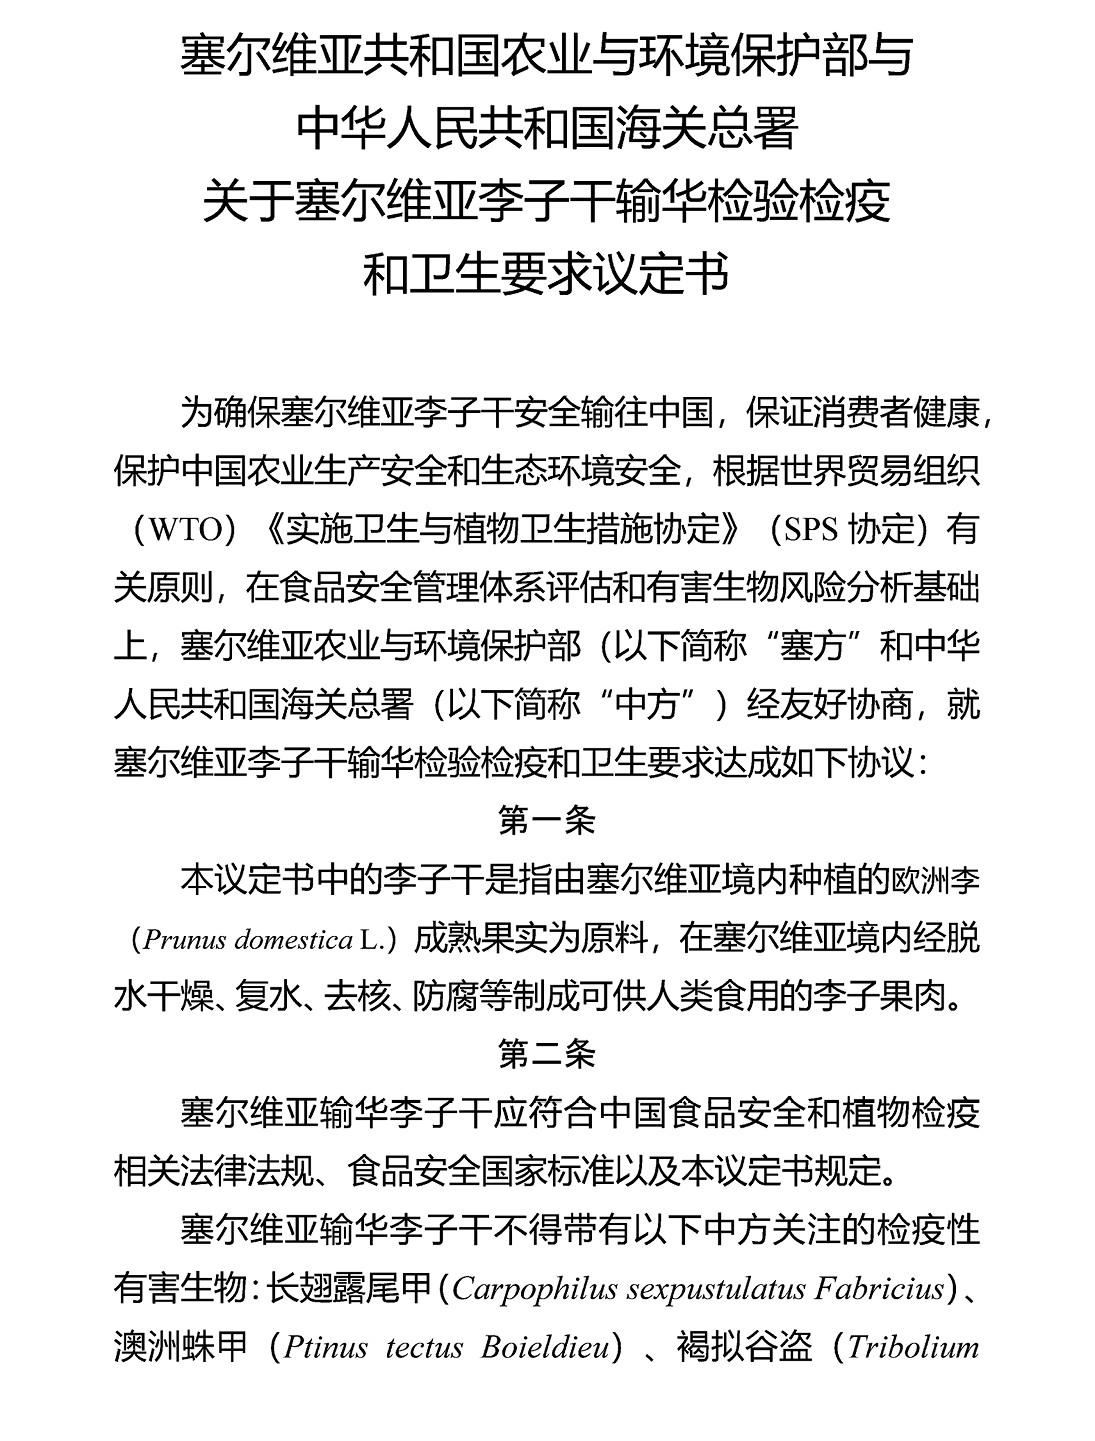 塞尔维亚共和国农业与环境保护部与
中华人民共和国海关总署
关于塞尔维亚李子干输华检验检疫
和卫生要求议定书
为确保塞尔维亚李子干安全输往中国，保证消费者健康，
保护中国农业生产安全和生态环境安全，根据世界贸易组织
（WTO）《实施卫生与植物卫生措施协定》（SPS 协定）有
关原则，在食品安全管理体系评估和有害生物风险分析基础
上，塞尔维亚农业与环境保护部（以下简称“塞方”和中华
人民共和国海关总署（以下简称“中方”）经友好协商，就
塞尔维亚李子干输华检验检疫和卫生要求达成如下协议：
第一条
本议定书中的李子干是指由塞尔维亚境内种植的欧洲李
（Prunus domestica L.）成熟果实为原料，在塞尔维亚境内经脱
水干燥、复水、去核、防腐等制成可供人类食用的李子果肉。
第二条
塞尔维亚输华李子干应符合中国食品安全和植物检疫
相关法律法规、食品安全国家标准以及本议定书规定。
塞尔维亚输华李子干不得带有以下中方关注的检疫性
有害生物：长翅露尾甲（Carpophilus sexpustulatus Fabricius）、
澳洲蛛甲（Ptinus tectus Boieldieu）、褐拟谷盗（Tribolium